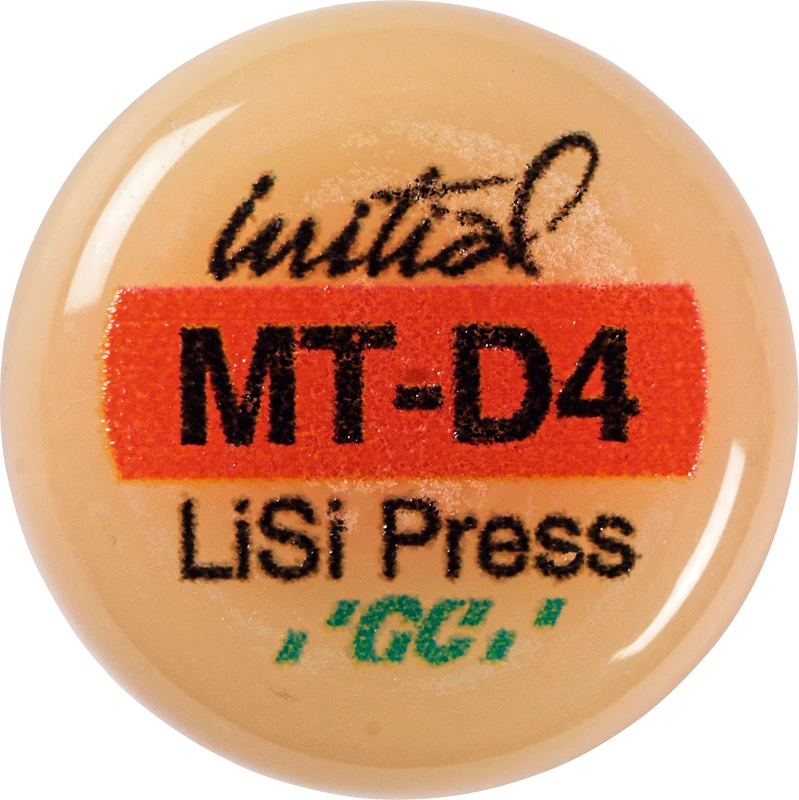 initial
MT-D4
LiSi Press
'GC'